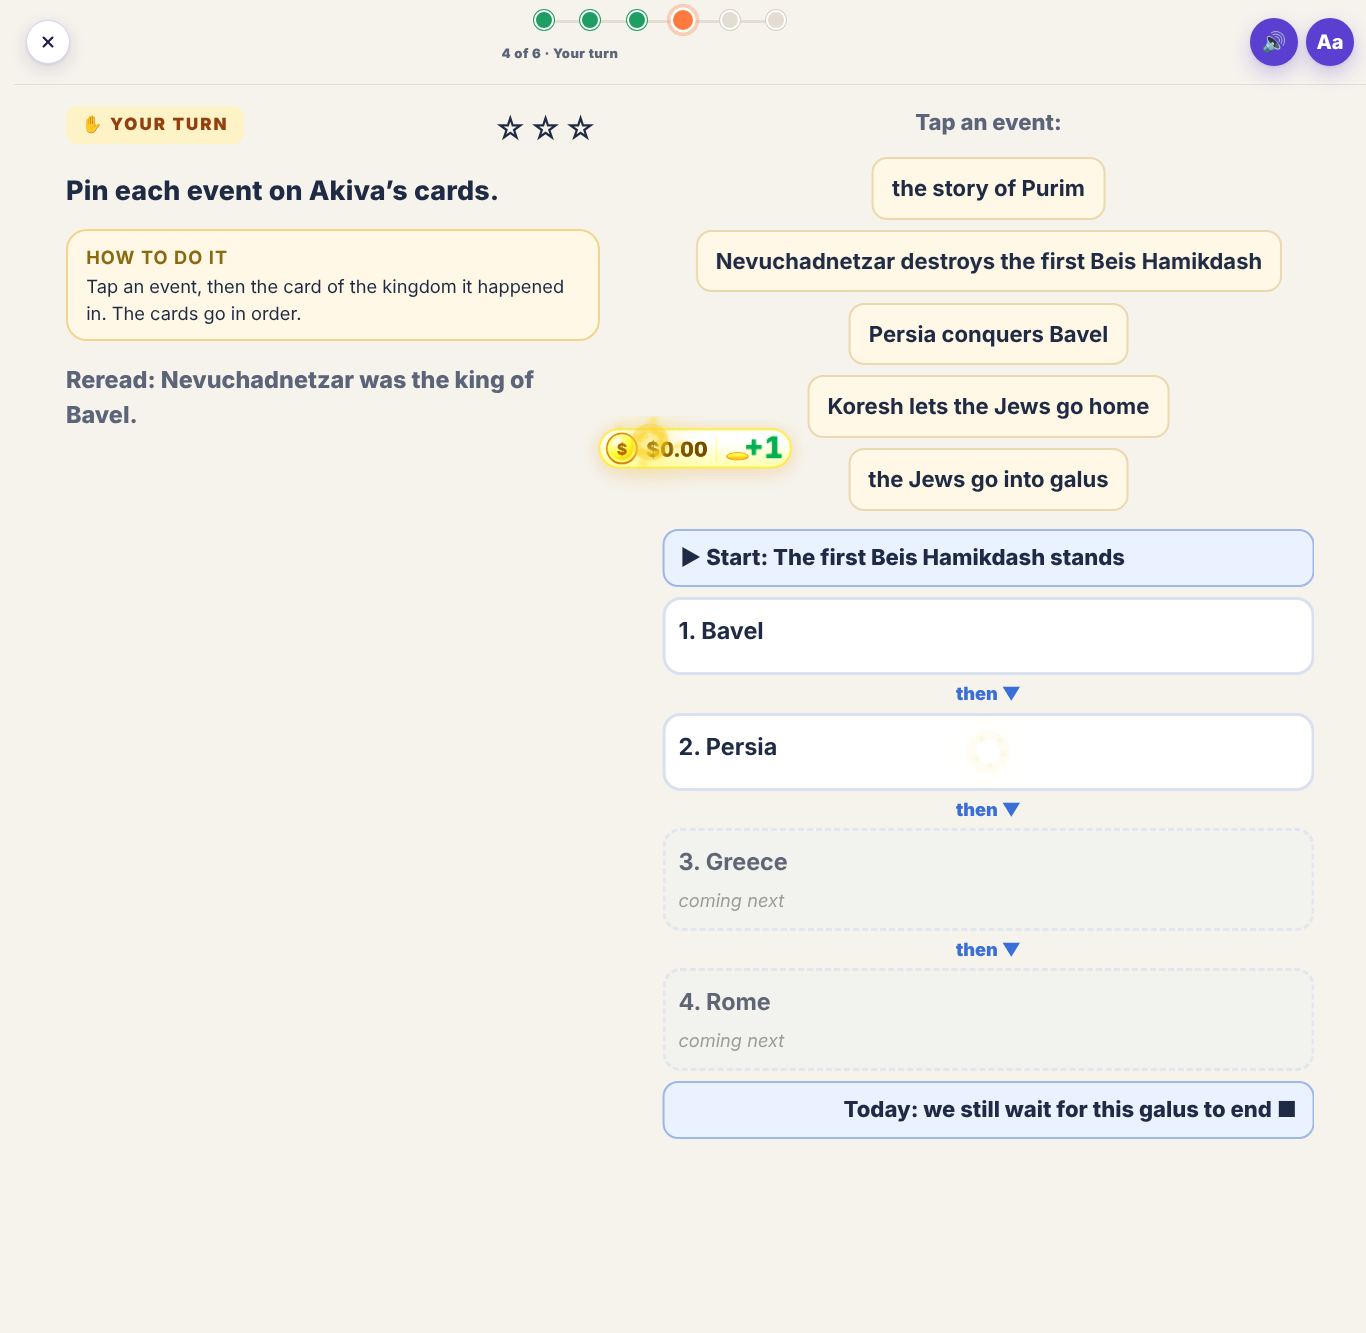 4 of 6 · Your turn
Aa
✋ YOUR TURN
Pin each event on Akiva’s cards.
HOW TO DO IT
Tap an event, then the card of the kingdom it happened
in. The cards go in order.
Reread: Nevuchadnetzar was the king of
Bavel.
$ $0.00 +1
Tap an event:
the story of Purim
Nevuchadnetzar destroys the first Beis Hamikdash
Persia conquers Bavel
Koresh lets the Jews go home
the Jews go into galus
▶ Start: The first Beis Hamikdash stands
1. Bavel
then ▼
2. Persia
then ▼
3. Greece
coming next
then ▼
4. Rome
coming next
Today: we still wait for this galus to end ■